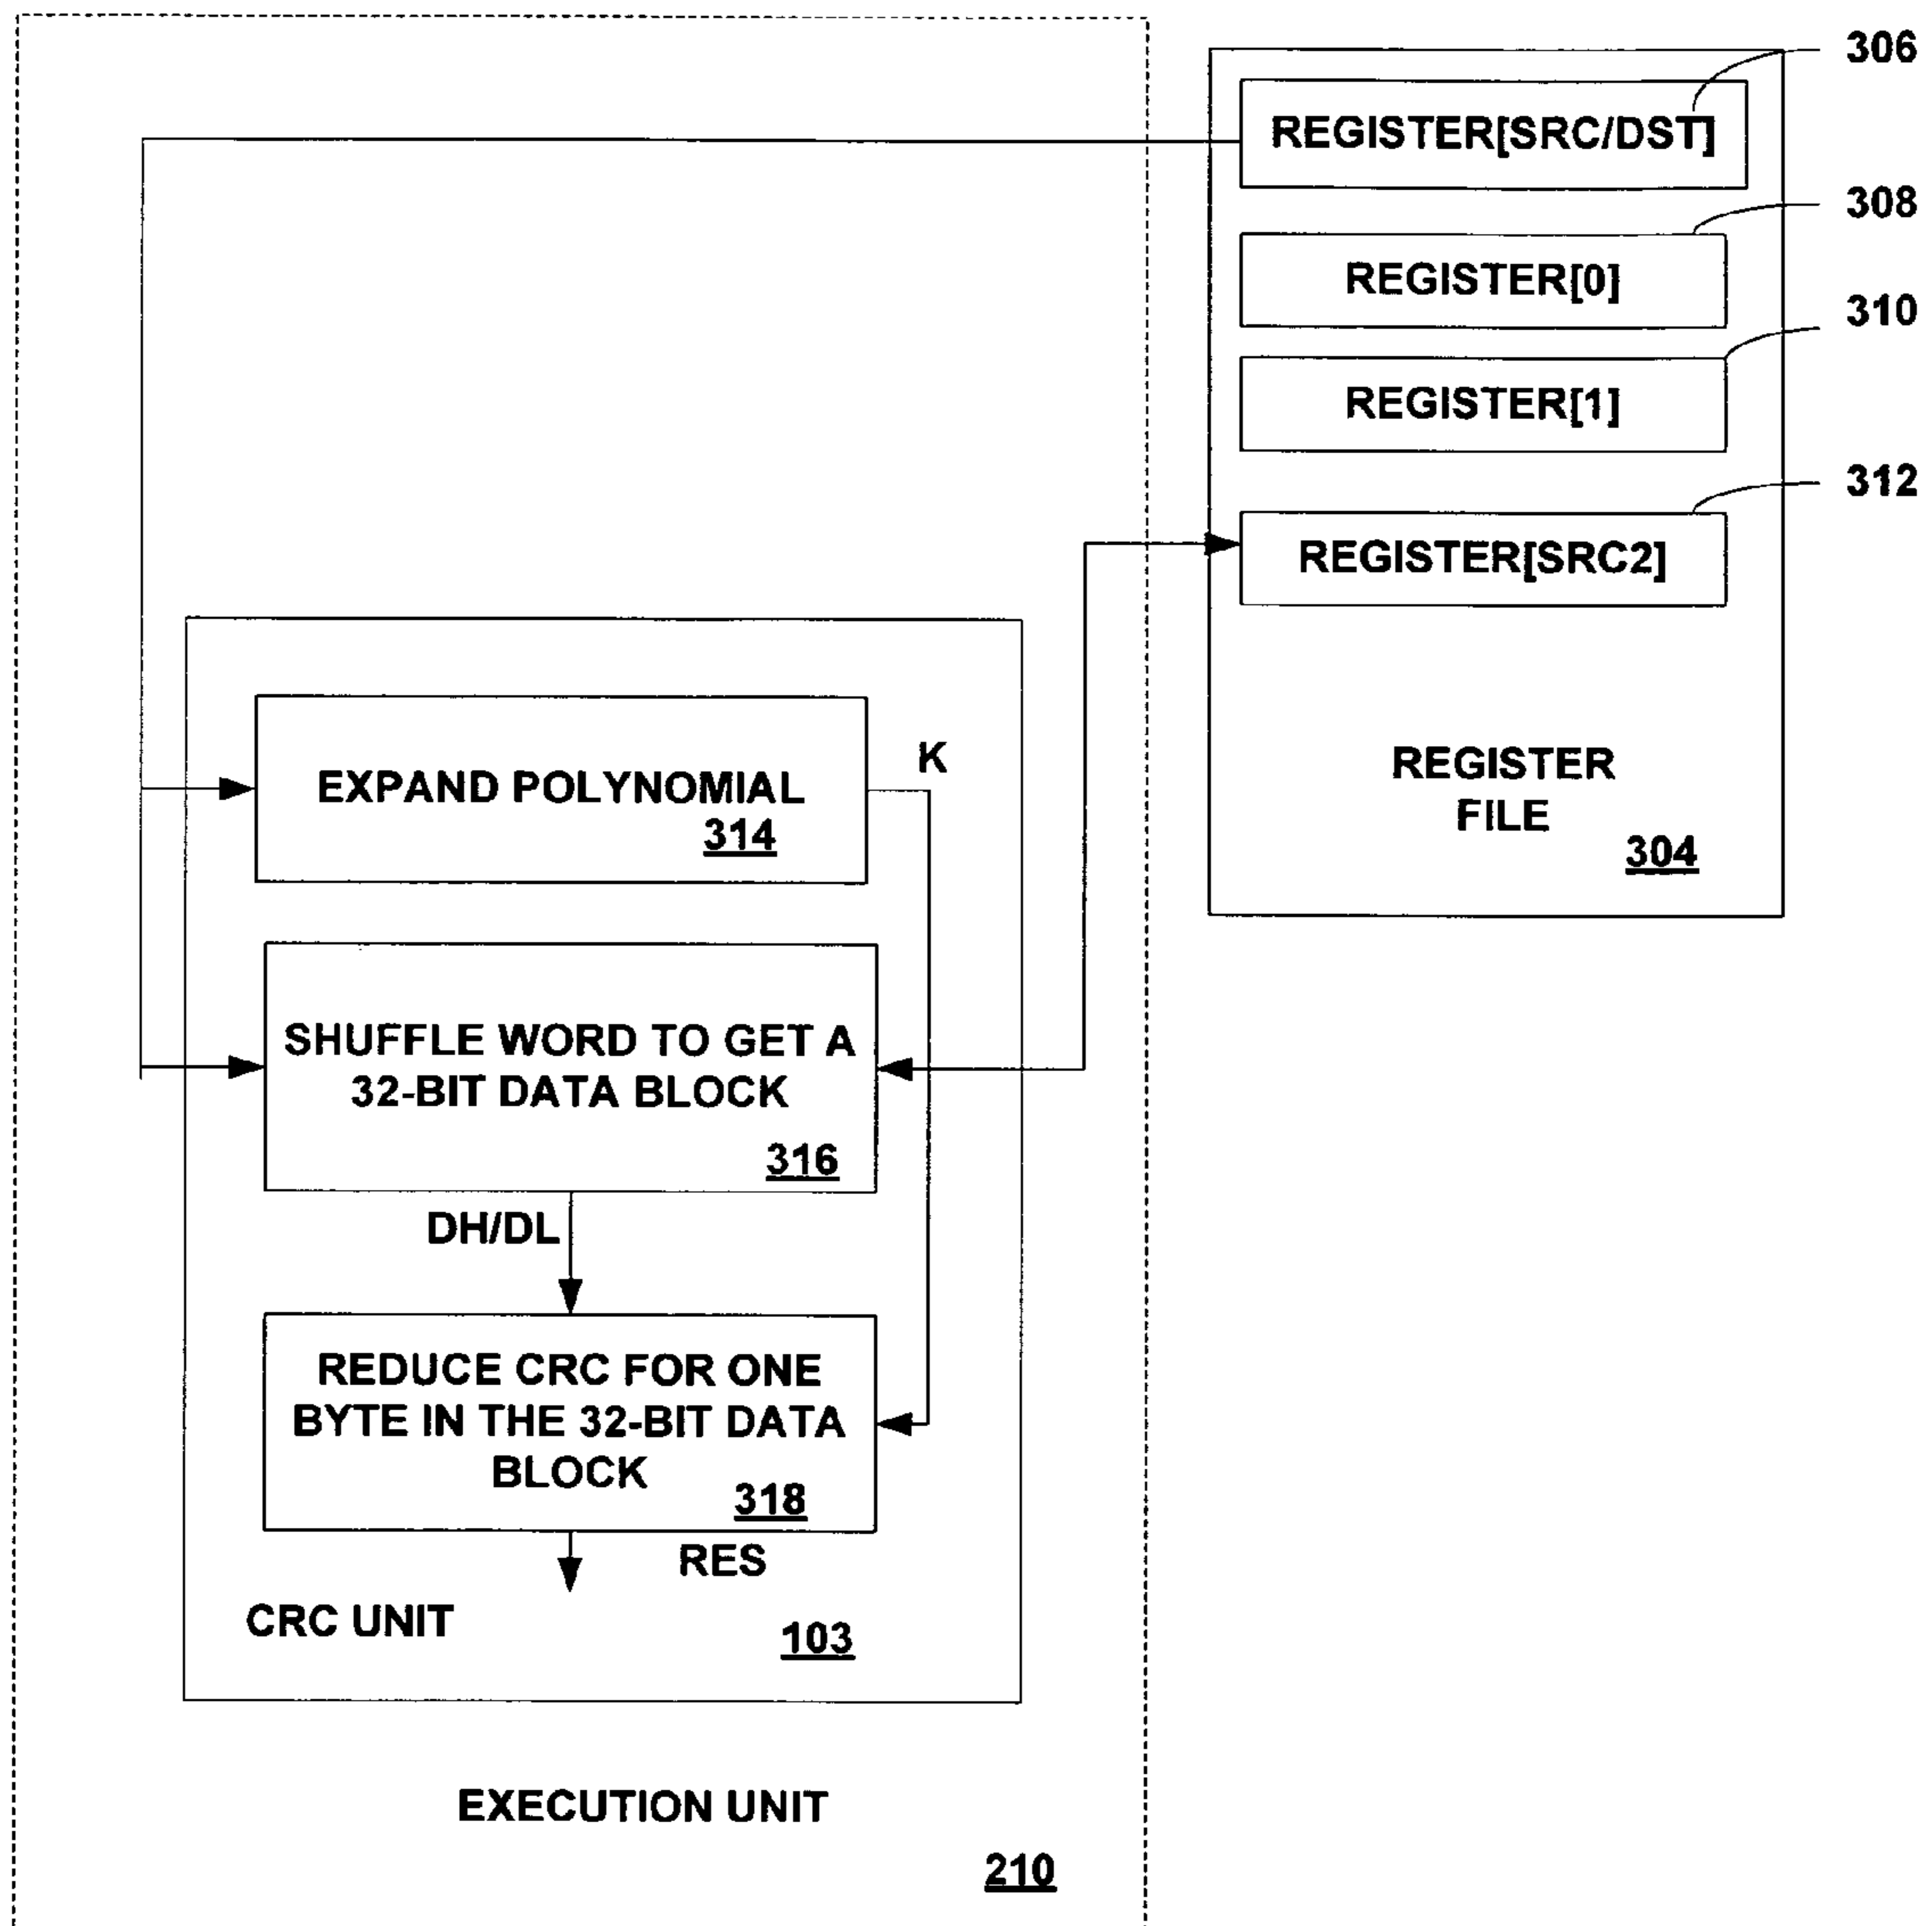 306
REGISTER[SRC/DST]
308
REGISTER[0]
310
REGISTER[1]
312
REGISTER[SRC2]
REGISTER
FILE
304
EXPAND POLYNOMIAL
314
K
SHUFFLE WORD TO GET A
32-BIT DATA BLOCK
316
DH/DL
REDUCE CRC FOR ONE
BYTE IN THE 32-BIT DATA
BLOCK
318
RES
CRC UNIT
103
EXECUTION UNIT
210